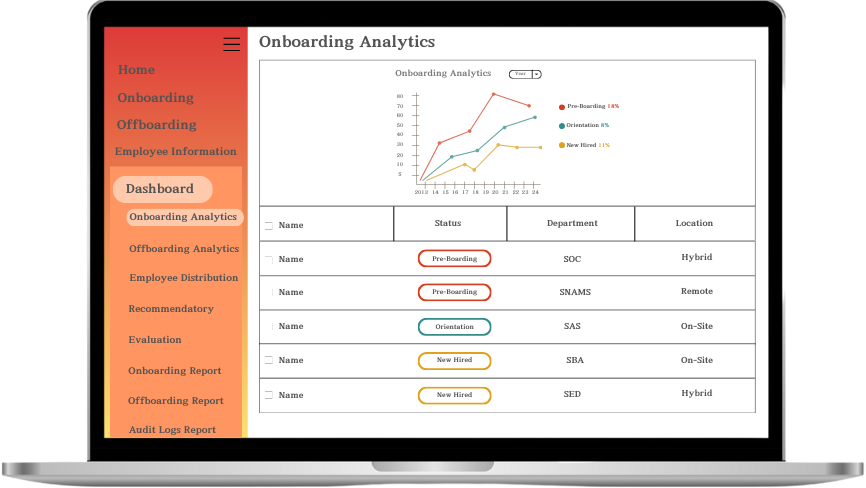 Home
Onboarding
Offboarding
Employee Information
Dashboard
Onboarding Analytics
Offboarding Analytics
Employee Distribution
Recommendatory
Evaluation
Onboarding Report
Offboarding Report
Audit Logs Report
Onboarding Analytics
Onboarding Analytics
Year
80
70
60
50
40
30
20
10
5
2013 14 15 16 17 18 19 20 21 22 23 24
Pre-Boarding 18%
Orientation 8%
New Hired 11%
Name Status Department Location
Name Pre-Boarding SOC Hybrid
Name Pre-Boarding SNAMS Remote
Name Orientation SAS On-Site
Name New Hired SBA On-Site
Name New Hired SED Hybrid